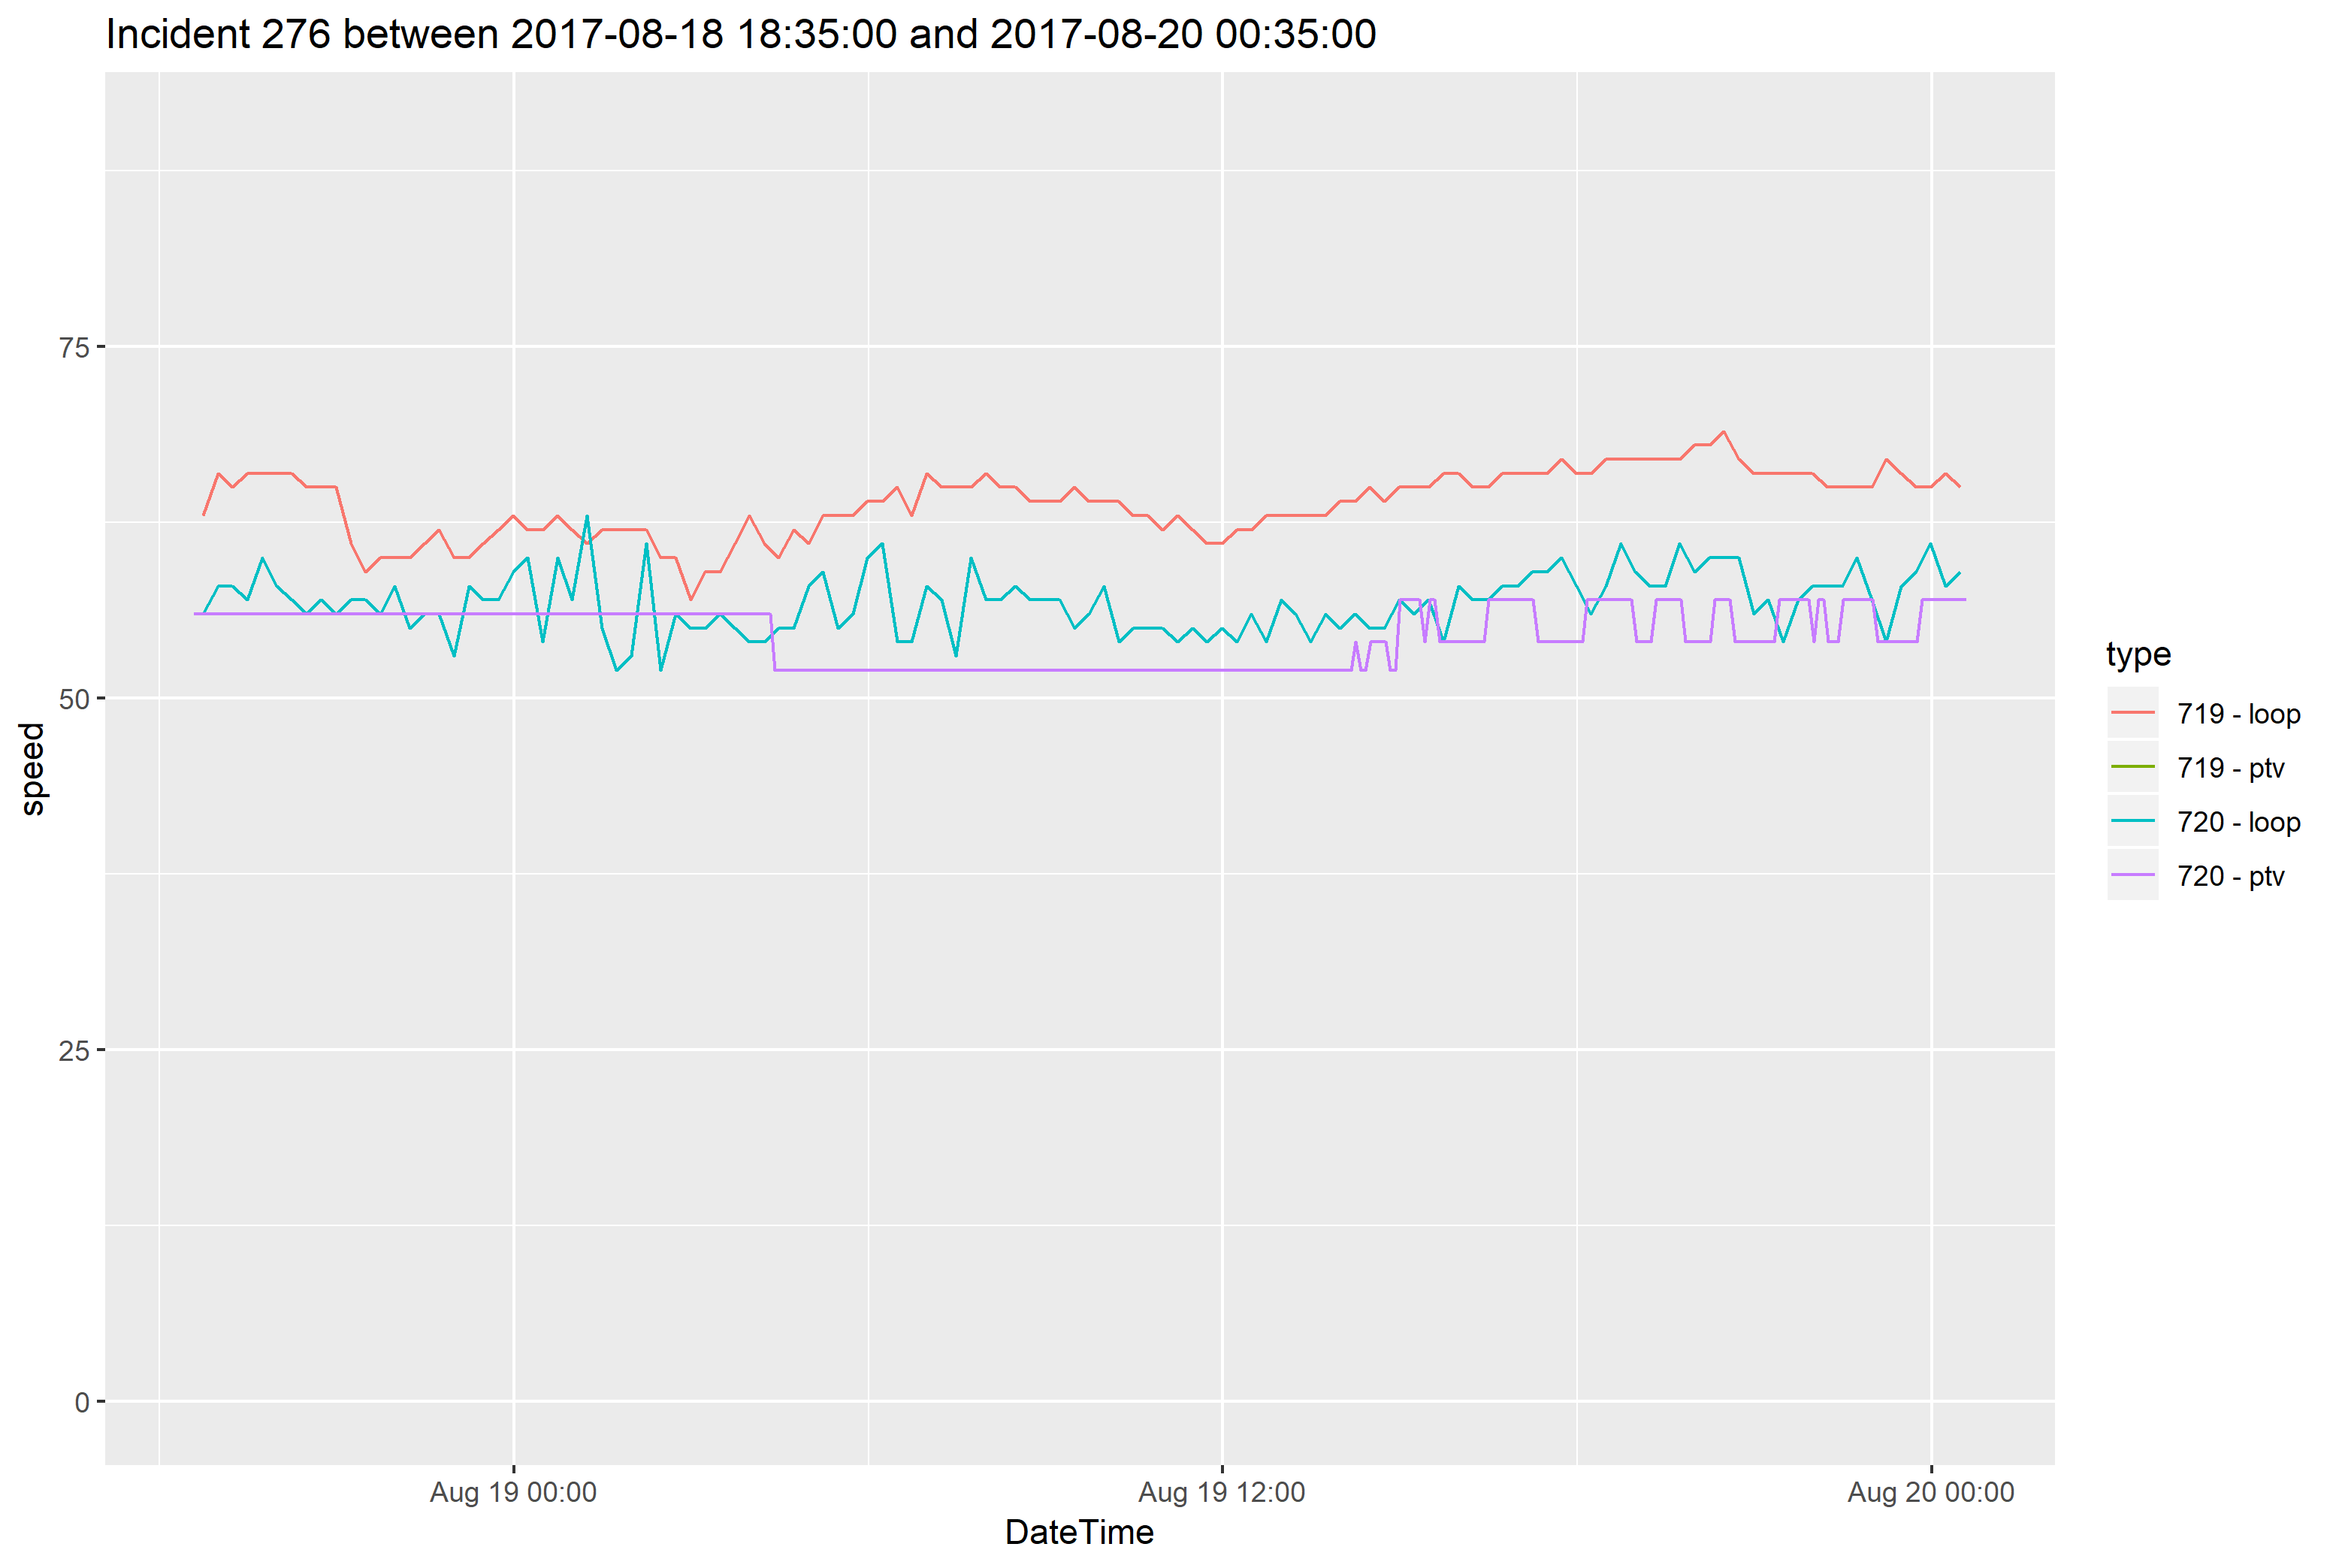 Incident 276 between 2017-08-18 18:35:00 and 2017-08-20 00:35:00
75
50
25
0
speed
Aug 19 00:00
Aug 19 12:00
Aug 20 00:00
DateTime
type
719 - loop
719 - ptv
720 - loop
720 - ptv